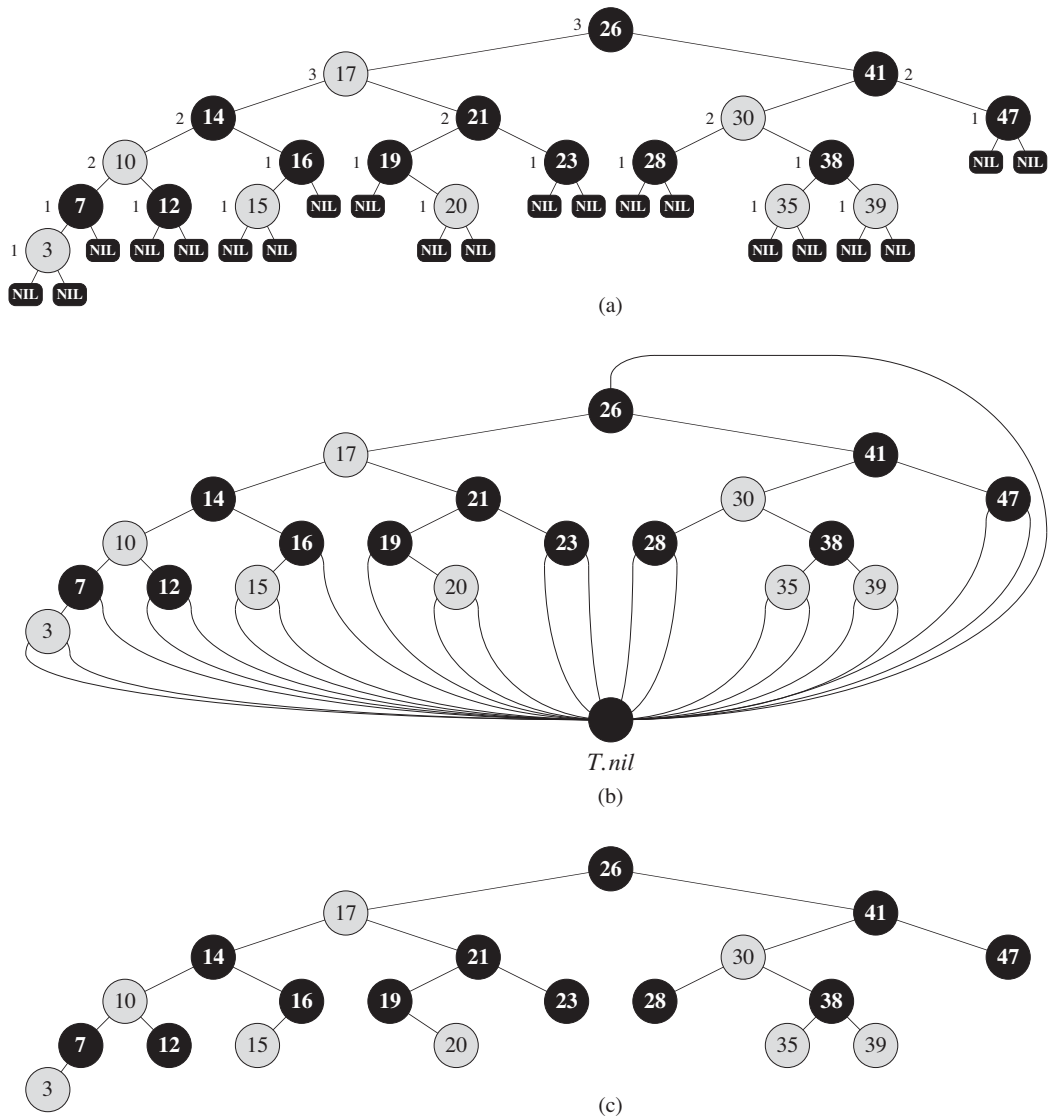 3 26
3 17 41 2
2 14 2 21 2 30 1 47
2 10 1 16 1 19 1 23 1 28 1 38 NIL NIL
1 7 1 12 1 15 NIL NIL 1 20 NIL NIL NIL NIL 1 35 1 39
1 3 NIL NIL NIL NIL NIL NIL NIL NIL NIL NIL NIL
NIL NIL
(a)
26
17 41
14 21 30 47
10 16 19 23 28 38
7 12 15 20 35 39
3
T.nil
(b)
26
17 41
14 21 30 47
10 16 19 23 28 38
7 12 15 20 35 39
3
(c)